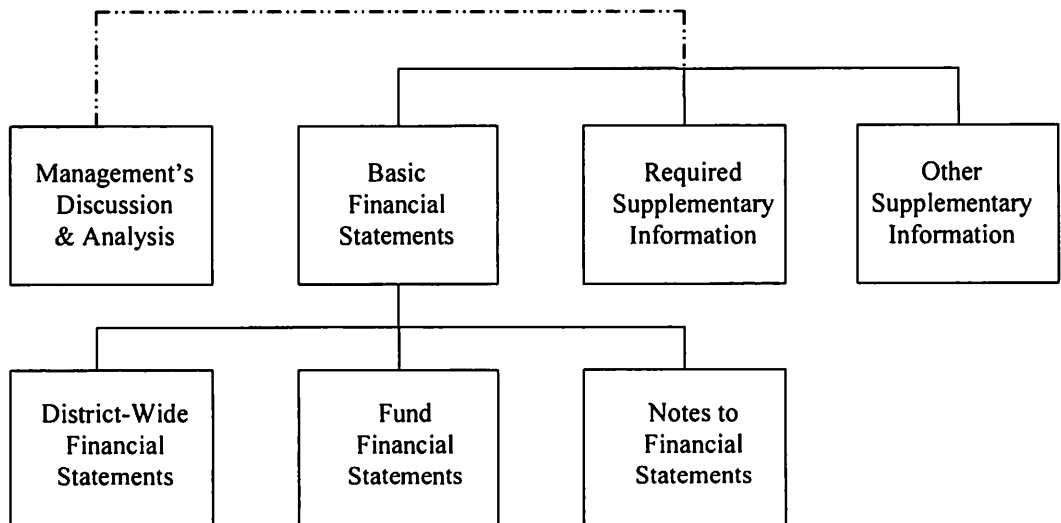 Management's
Discussion
& Analysis
Basic
Financial
Statements
Required
Supplementary
Information
Other
Supplementary
Information
District-Wide
Financial
Statements
Fund
Financial
Statements
Notes to
Financial
Statements